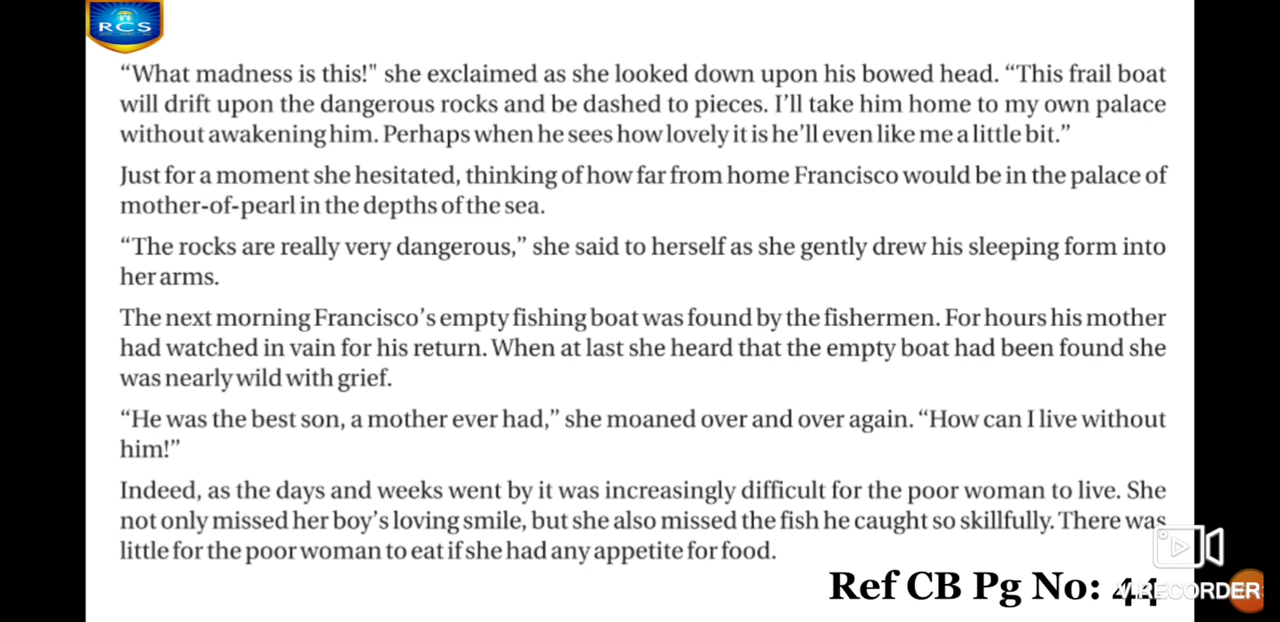 RCS
“What madness is this!" she exclaimed as she looked down upon his bowed head. “This frail boat
will drift upon the dangerous rocks and be dashed to pieces. I’ll take him home to my own palace
without awakening him. Perhaps when he sees how lovely it is he’ll even like me a little bit.”
Just for a moment she hesitated, thinking of how far from home Francisco would be in the palace of
mother-of-pearl in the depths of the sea.
“The rocks are really very dangerous,” she said to herself as she gently drew his sleeping form into
her arms.
The next morning Francisco’s empty fishing boat was found by the fishermen. For hours his mother
had watched in vain for his return. When at last she heard that the empty boat had been found she
was nearly wild with grief.
“He was the best son, a mother ever had,” she moaned over and over again. “How can I live without
him!”
Indeed, as the days and weeks went by it was increasingly difficult for the poor woman to live. She
not only missed her boy’s loving smile, but she also missed the fish he caught so skillfully. There was
little for the poor woman to eat if she had any appetite for food.
Ref CB Pg No: 44
V.RECORDER